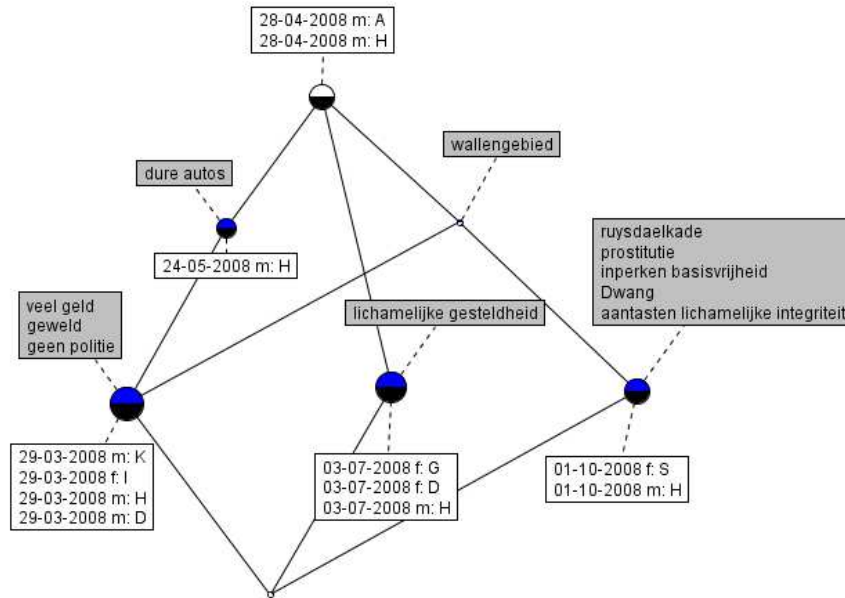 28-04-2008 m: A
28-04-2008 m: H
wallengebied
dure autos
24-05-2008 m: H
ruysdaelkade
prostitutie
inperken basisvrijheid
Dwang
aantasten lichamelijke integriteit
veel geld
geweld
geen politie
lichamelijke gesteldheid
29-03-2008 m: K
29-03-2008 f: I
29-03-2008 m: H
29-03-2008 m: D
03-07-2008 f: G
03-07-2008 f: D
03-07-2008 m: H
01-10-2008 f: S
01-10-2008 m: H